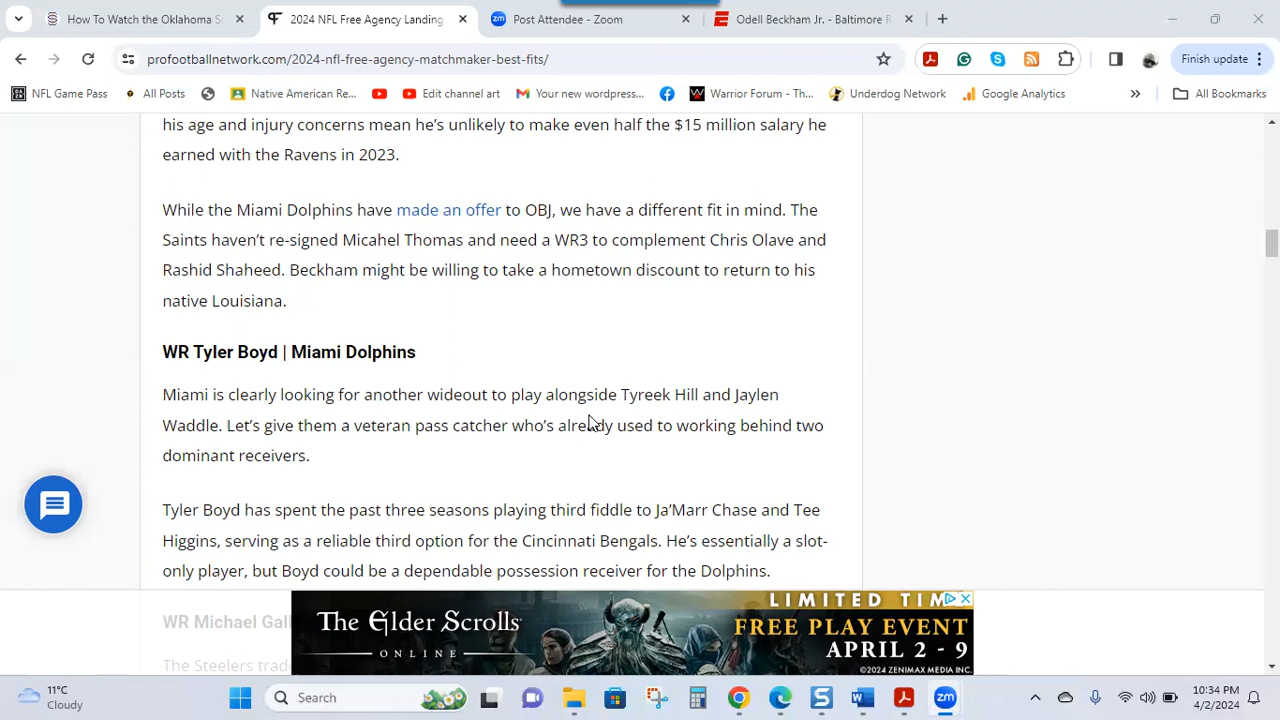 How To Watch the Oklahoma S
2024 NFL Free Agency Landing
Post Attendee - Zoom
Odell Beckham Jr. - Baltimore R
profootballnetwork.com/2024-nfl-free-agency-matchmaker-best-fits/
Finish update
NFL Game Pass
All Posts
Native American Re...
Edit channel art
Your new wordpress...
Warrior Forum - Th...
Underdog Network
Google Analytics
»
All Bookmarks
his age and injury concerns mean he's unlikely to make even half the $15 million salary he
earned with the Ravens in 2023.
While the Miami Dolphins have made an offer to OBJ, we have a different fit in mind. The
Saints haven't re-signed Micahel Thomas and need a WR3 to complement Chris Olave and
Rashid Shaheed. Beckham might be willing to take a hometown discount to return to his
native Louisiana.
WR Tyler Boyd | Miami Dolphins
Miami is clearly looking for another wideout to play alongside Tyreek Hill and Jaylen
Waddle. Let's give them a veteran pass catcher who's already used to working behind two
dominant receivers.
Tyler Boyd has spent the past three seasons playing third fiddle to Ja'Marr Chase and Tee
Higgins, serving as a reliable third option for the Cincinnati Bengals. He's essentially a slot-
only player, but Boyd could be a dependable possession receiver for the Dolphins.
WR Michael Gall
The Steelers trad
The Elder Scrolls
ONLINE
LIMITED TIM
FREE PLAY EVENT
APRIL 2 - 9
©2024 ZENIMAX MEDIA INC.
11°C
Cloudy
Search
zm
10:34 PM
4/2/2024